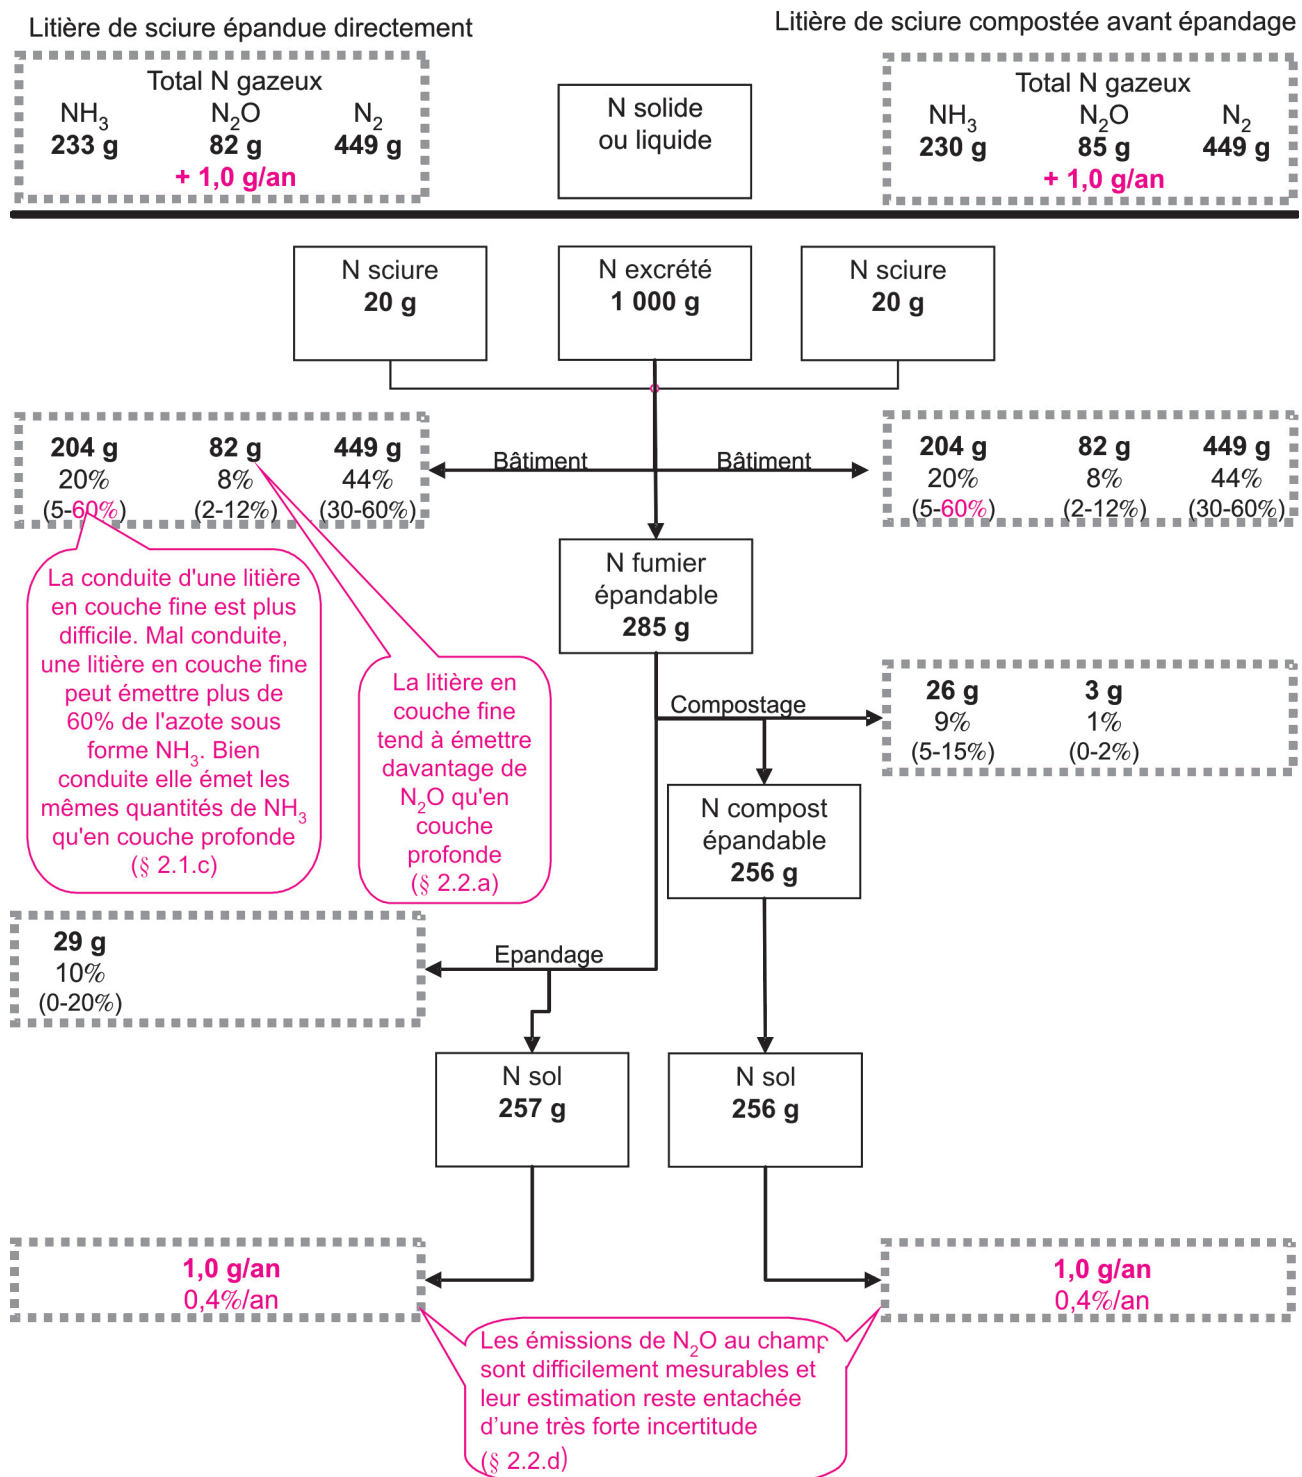 Litière de sciure épandue directement
Litière de sciure compostée avant épandage
Total N gazeux
NH3 N2O N2
233 g 82 g 449 g
+ 1,0 g/an
N solide
ou liquide
Total N gazeux
NH3 N2O N2
230 g 85 g 449 g
+ 1,0 g/an
N sciure
20 g
N excrété
1 000 g
N sciure
20 g
204 g 82 g 449 g
20% 8% 44%
(5-60%) (2-12%) (30-60%)
Bâtiment
Bâtiment
204 g 82 g 449 g
20% 8% 44%
(5-60%) (2-12%) (30-60%)
N fumier
épandable
285 g
La conduite d'une litière
en couche fine est plus
difficile. Mal conduite,
une litière en couche fine
peut émettre plus de
60% de l'azote sous
forme NH3. Bien
conduite elle émet les
mêmes quantités de NH3
qu'en couche profonde
(§ 2.1.c)
La litière en
couche fine
tend à émettre
davantage de
N2O qu'en
couche
profonde
(§ 2.2.a)
Compostage
26 g 3 g
9% 1%
(5-15%) (0-2%)
N compost
épandable
256 g
29 g
10%
(0-20%)
Epandage
N sol
257 g
N sol
256 g
1,0 g/an
0,4%/an
1,0 g/an
0,4%/an
Les émissions de N2O au champ
sont difficilement mesurables et
leur estimation reste entachée
d’une très forte incertitude
(§ 2.2.d)